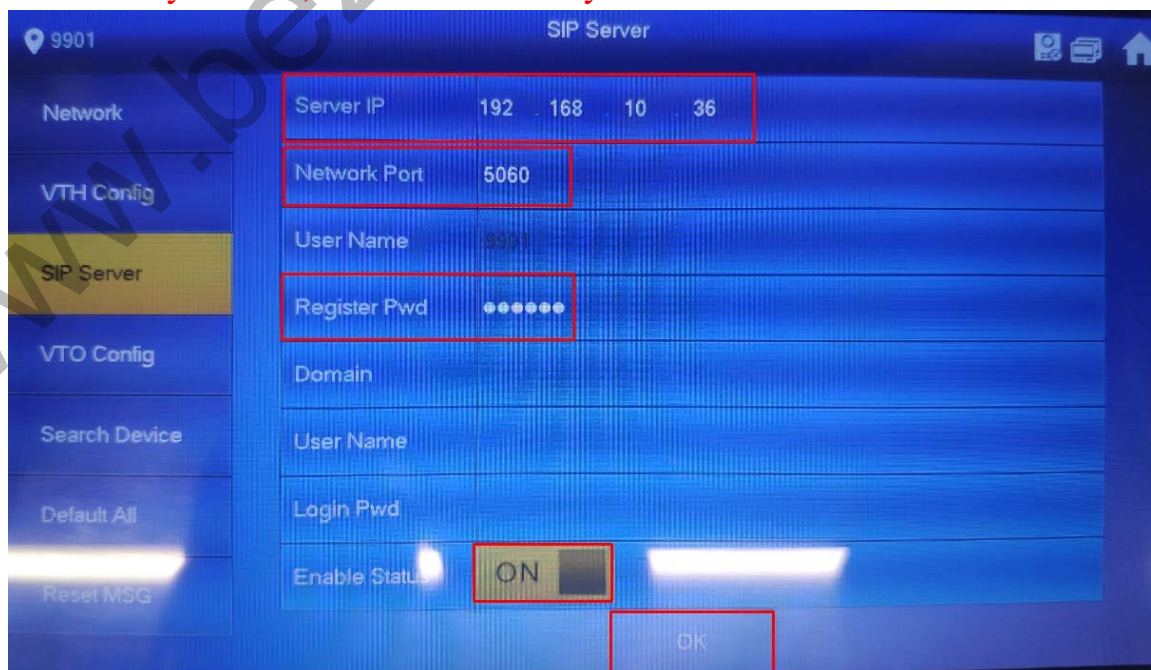 9901
SIP Server
Network
VTH Config
SIP Server
VTO Config
Search Device
Default All
Reset MSG
Server IP 192 . 168 . 10 . 36
Network Port 5060
User Name 9901
Register Pwd ●●●●●●
Domain
User Name
Login Pwd
Enable Status ON
OK